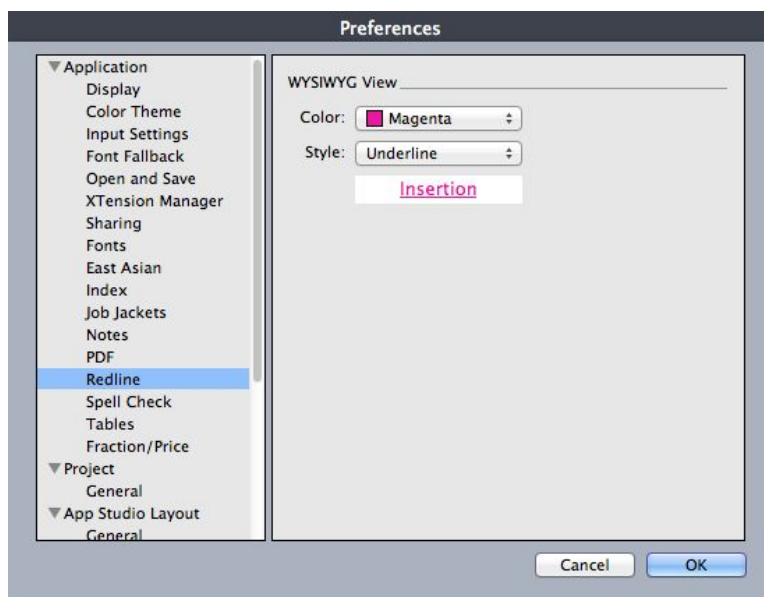 Preferences
Application
Display
Color Theme
Input Settings
Font Fallback
Open and Save
XTension Manager
Sharing
Fonts
East Asian
Index
Job Jackets
Notes
PDF
Redline
Spell Check
Tables
Fraction/Price
Project
General
App Studio Layout
General
WYSIWYG View
Color: Magenta
Style: Underline
Insertion
Cancel OK